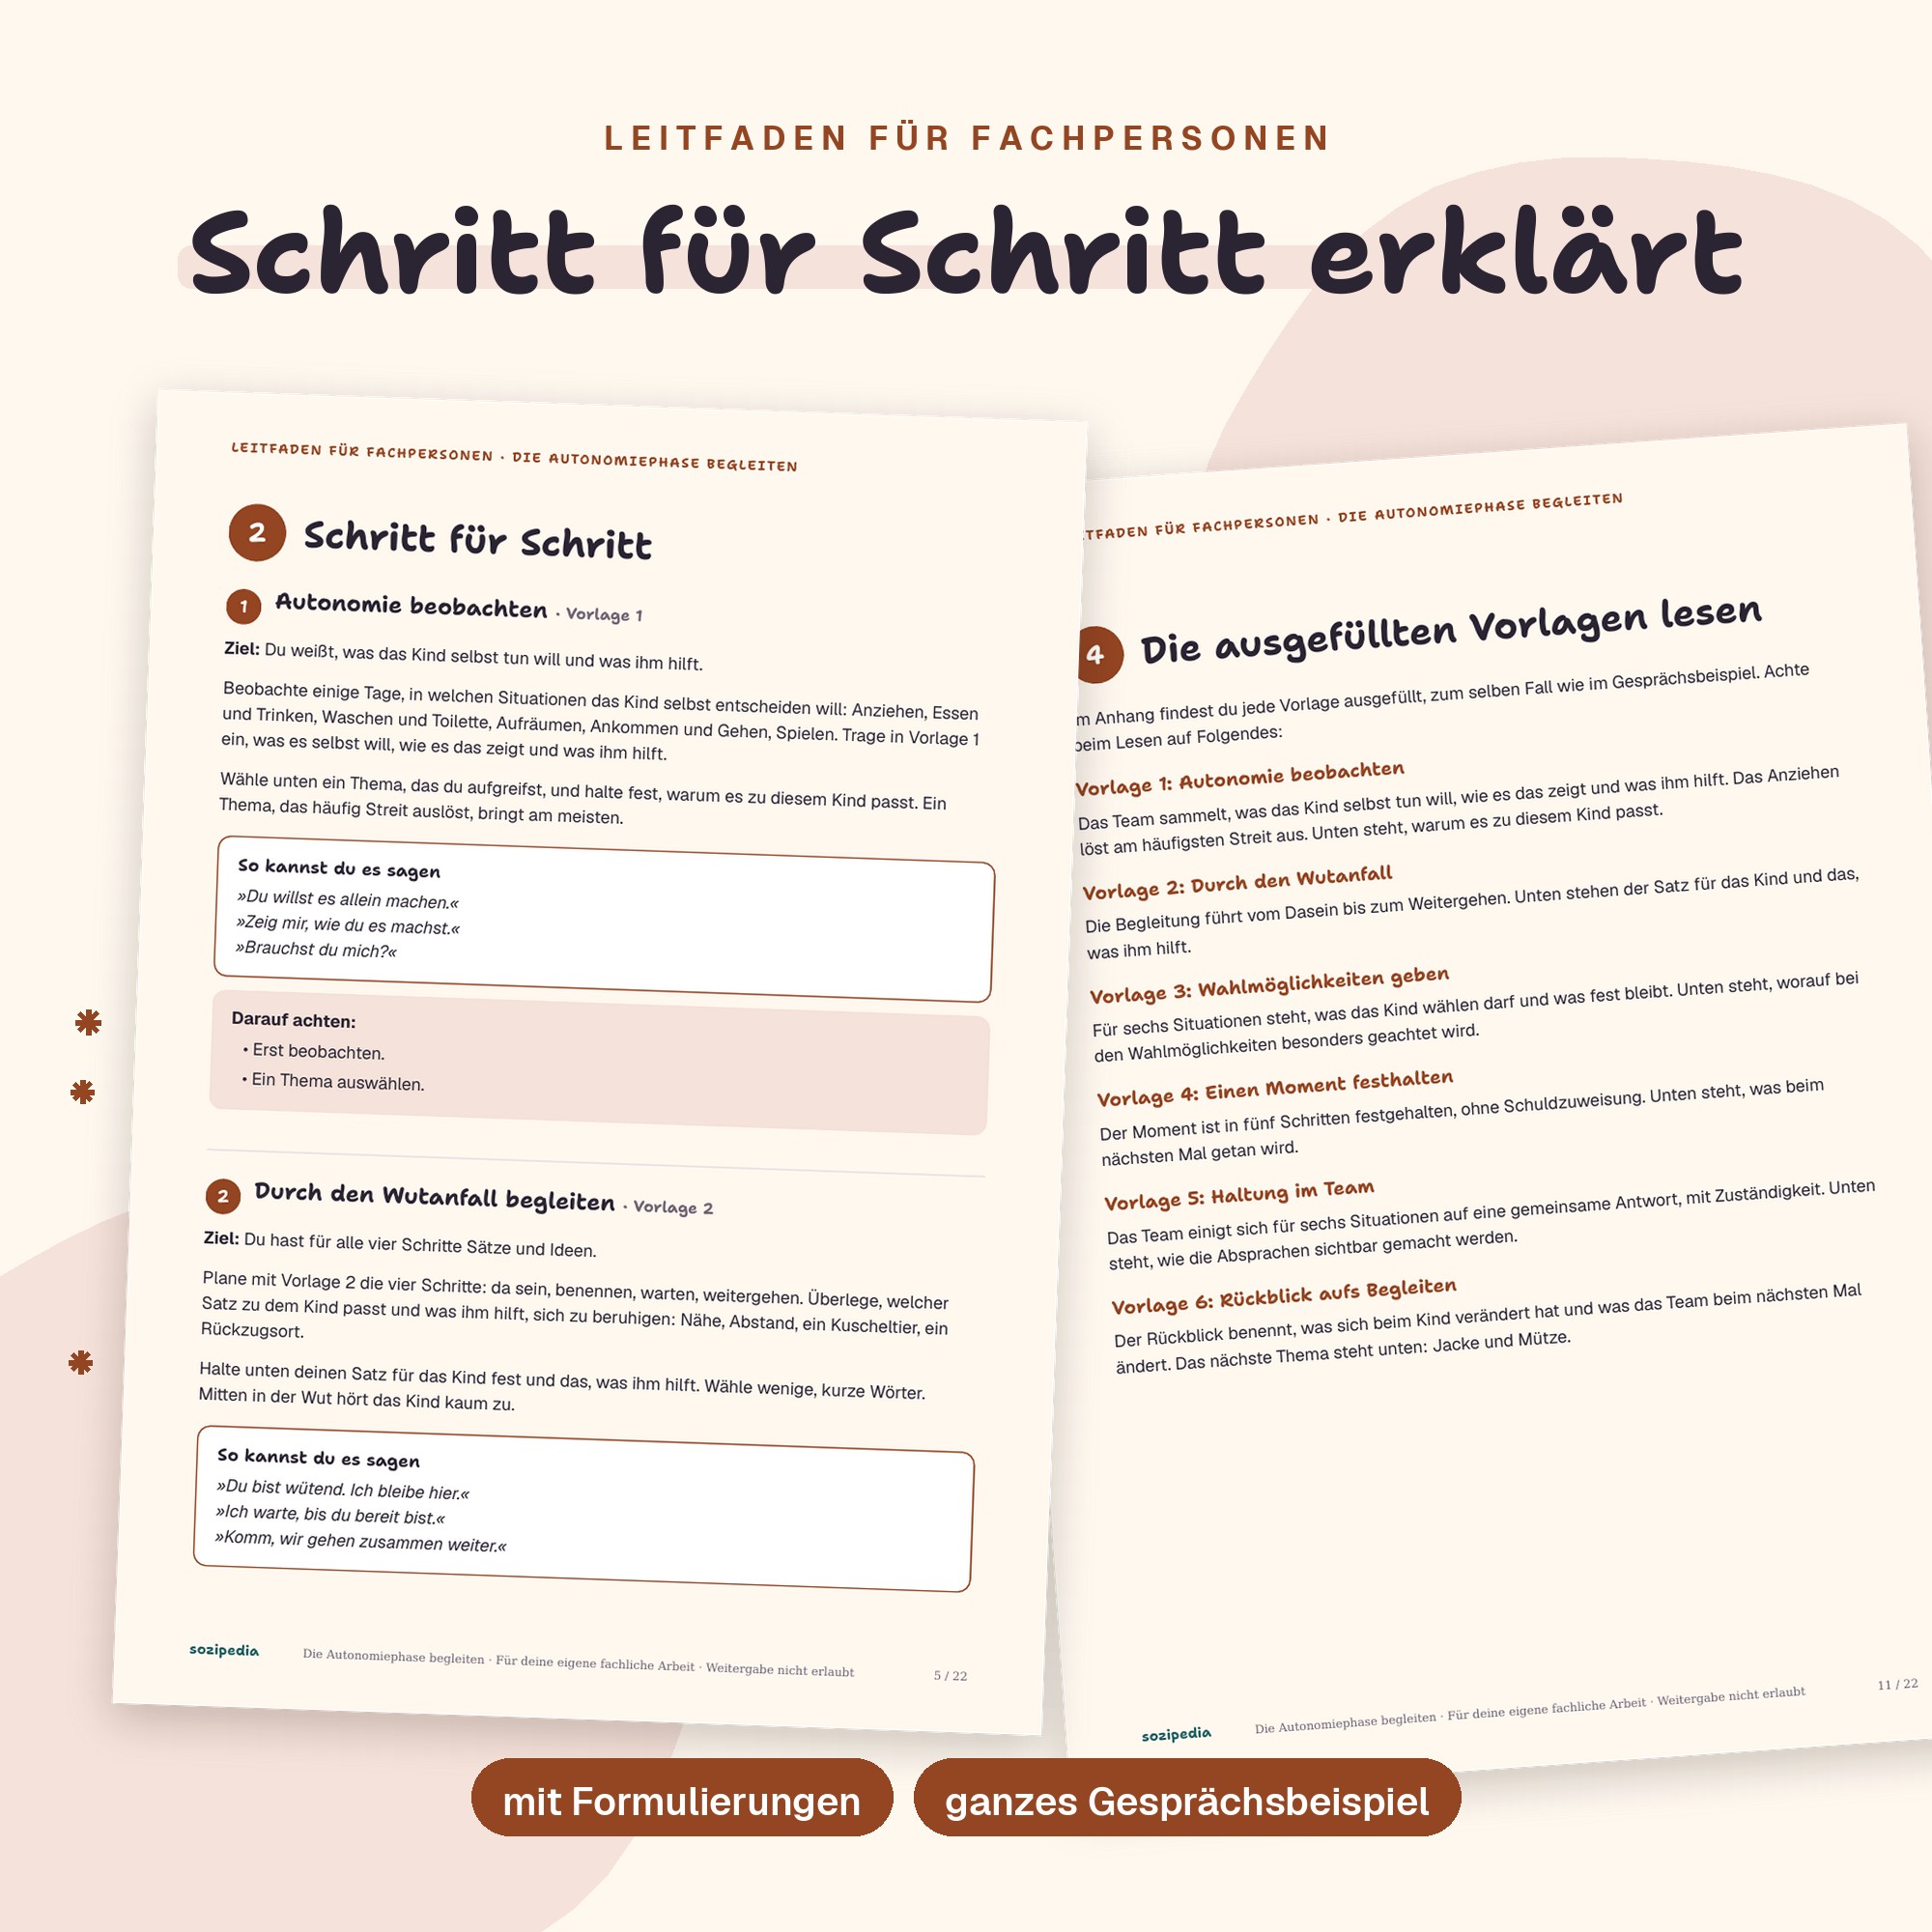 LEITFADEN FÜR FACHPERSONEN
Schritt für Schritt erklärt
LEITFADEN FÜR FACHPERSONEN · DIE AUTONOMIEPHASE BEGLEITEN
2 Schritt für Schritt
1 Autonomie beobachten · Vorlage 1
Ziel: Du weißt, was das Kind selbst tun will und was ihm hilft.
Beobachte einige Tage, in welchen Situationen das Kind selbst entscheiden will: Anziehen, Essen
und Trinken, Waschen und Toilette, Aufräumen, Ankommen und Gehen, Spielen. Trage in Vorlage 1
ein, was es selbst will, wie es das zeigt und was ihm hilft.
Wähle unten ein Thema, das du aufgreifst, und halte fest, warum es zu diesem Kind passt. Ein
Thema, das häufig Streit auslöst, bringt am meisten.
So kannst du es sagen
»Du willst es allein machen.«
»Zeig mir, wie du es machst.«
»Brauchst du mich?«
Darauf achten:
• Erst beobachten.
• Ein Thema auswählen.
2 Durch den Wutanfall begleiten · Vorlage 2
Ziel: Du hast für alle vier Schritte Sätze und Ideen.
Plane mit Vorlage 2 die vier Schritte: da sein, benennen, warten, weitergehen. Überlege, welcher
Satz zu dem Kind passt und was ihm hilft, sich zu beruhigen: Nähe, Abstand, ein Kuscheltier, ein
Rückzugsort.
Halte unten deinen Satz für das Kind fest und das, was ihm hilft. Wähle wenige, kurze Wörter.
Mitten in der Wut hört das Kind kaum zu.
So kannst du es sagen
»Du bist wütend. Ich bleibe hier.«
»Ich warte, bis du bereit bist.«
»Komm, wir gehen zusammen weiter.«
sozipedia Die Autonomiephase begleiten · Für deine eigene fachliche Arbeit · Weitergabe nicht erlaubt 5 / 22
TFADEN FÜR FACHPERSONEN · DIE AUTONOMIEPHASE BEGLEITEN
4 Die ausgefüllten Vorlagen lesen
m Anhang findest du jede Vorlage ausgefüllt, zum selben Fall wie im Gesprächsbeispiel. Achte
beim Lesen auf Folgendes:
Vorlage 1: Autonomie beobachten
Das Team sammelt, was das Kind selbst tun will, wie es das zeigt und was ihm hilft. Das Anziehen
löst am häufigsten Streit aus. Unten steht, warum es zu diesem Kind passt.
Vorlage 2: Durch den Wutanfall
Die Begleitung führt vom Dasein bis zum Weitergehen. Unten stehen der Satz für das Kind und das,
was ihm hilft.
Vorlage 3: Wahlmöglichkeiten geben
Für sechs Situationen steht, was das Kind wählen darf und was fest bleibt. Unten steht, worauf bei
den Wahlmöglichkeiten besonders geachtet wird.
Vorlage 4: Einen Moment festhalten
Der Moment ist in fünf Schritten festgehalten, ohne Schuldzuweisung. Unten steht, was beim
nächsten Mal getan wird.
Vorlage 5: Haltung im Team
Das Team einigt sich für sechs Situationen auf eine gemeinsame Antwort, mit Zuständigkeit. Unten
steht, wie die Absprachen sichtbar gemacht werden.
Vorlage 6: Rückblick aufs Begleiten
Der Rückblick benennt, was sich beim Kind verändert hat und was das Team beim nächsten Mal
ändert. Das nächste Thema steht unten: Jacke und Mütze.
sozipedia Die Autonomiephase begleiten · Für deine eigene fachliche Arbeit · Weitergabe nicht erlaubt 11 / 22
mit Formulierungen
ganzes Gesprächsbeispiel